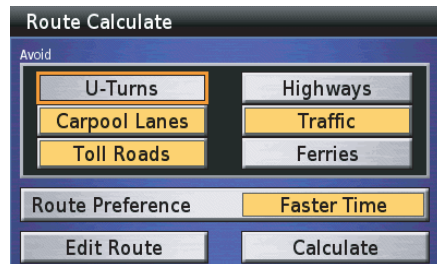 Route Calculate
Avoid
U-Turns Highways
Carpool Lanes Traffic
Toll Roads Ferries
Route Preference Faster Time
Edit Route Calculate